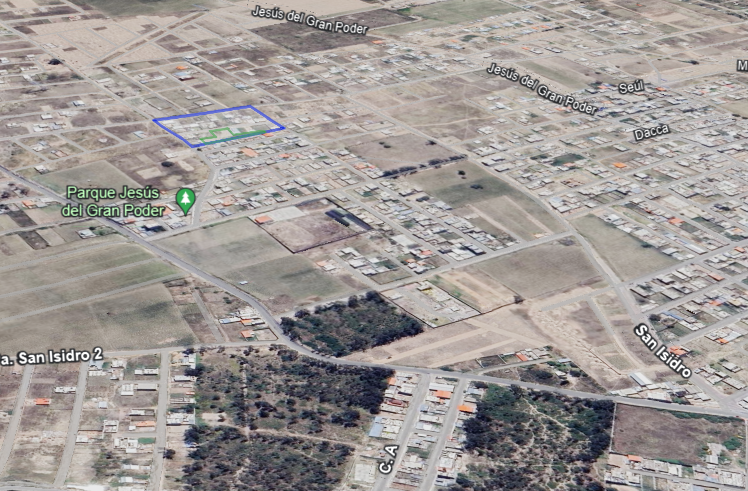 Jesús del Gran Poder
Jesús del Gran Poder
Seúl
Dacca
Parque Jesús
del Gran Poder
a. San Isidro 2
San Isidro
C. A